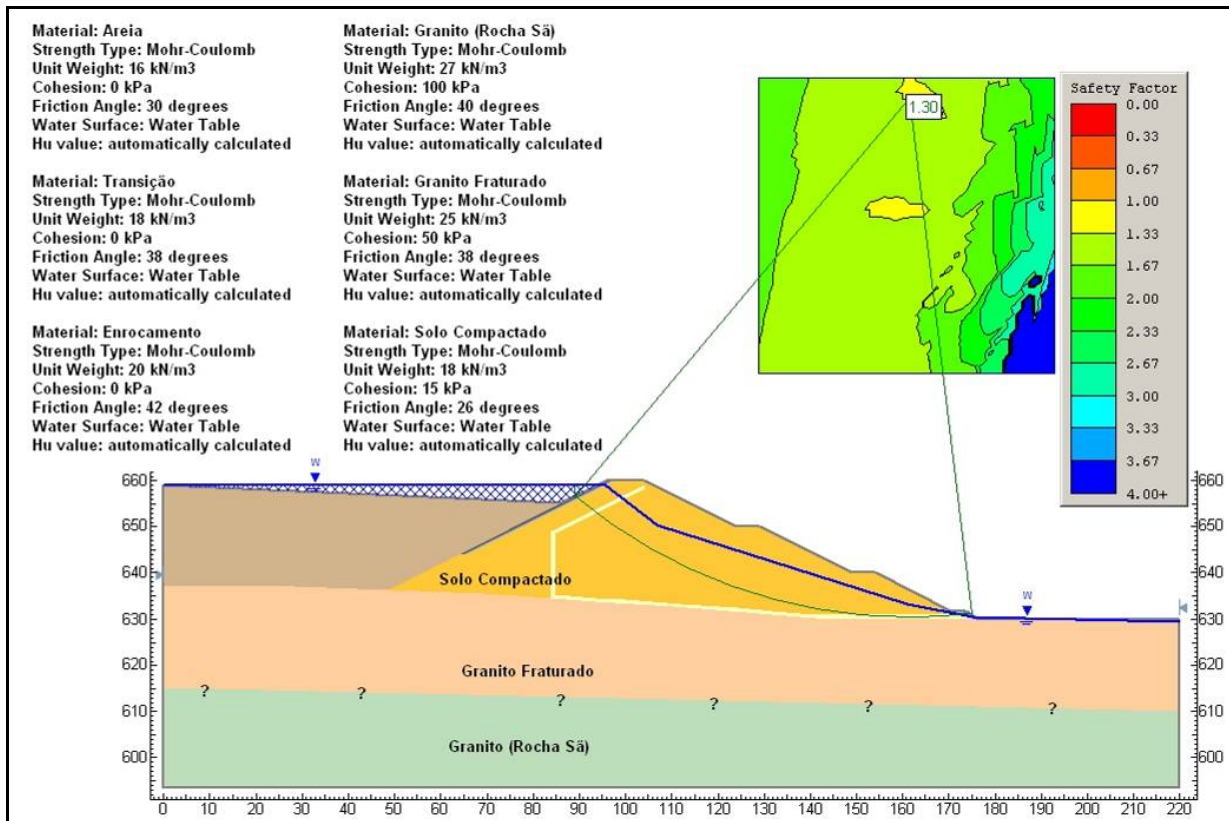 Material: Areia
Strength Type: Mohr-Coulomb
Unit Weight: 16 kN/m3
Cohesion: 0 kPa
Friction Angle: 30 degrees
Water Surface: Water Table
Hu value: automatically calculated
Material: Granito (Rocha Sä)
Strength Type: Mohr-Coulomb
Unit Weight: 27 kN/m3
Cohesion: 100 kPa
Friction Angle: 40 degrees
Water Surface: Water Table
Hu value: automatically calculated
Material: Transição
Strength Type: Mohr-Coulomb
Unit Weight: 18 kN/m3
Cohesion: 0 kPa
Friction Angle: 38 degrees
Water Surface: Water Table
Hu value: automatically calculated
Material: Granito Fraturado
Strength Type: Mohr-Coulomb
Unit Weight: 25 kN/m3
Cohesion: 50 kPa
Friction Angle: 38 degrees
Water Surface: Water Table
Hu value: automatically calculated
Material: Enrocamento
Strength Type: Mohr-Coulomb
Unit Weight: 20 kN/m3
Cohesion: 0 kPa
Friction Angle: 42 degrees
Water Surface: Water Table
Hu value: automatically calculated
Material: Solo Compactado
Strength Type: Mohr-Coulomb
Unit Weight: 18 kN/m3
Cohesion: 15 kPa
Friction Angle: 26 degrees
Water Surface: Water Table
Hu value: automatically calculated
1.30
Safety Factor
0.00
0.33
0.67
1.00
1.33
1.67
2.00
2.33
2.67
3.00
3.33
3.67
4.00+
W
W
660
650
640
630
620
610
600
660
650
640
630
620
610
600
Solo Compactado
Granito Fraturado
? ? ? ? ? ?
Granito (Rocha Sä)
0 10 20 30 40 50 60 70 80 90 100 110 120 130 140 150 160 170 180 190 200 210 220